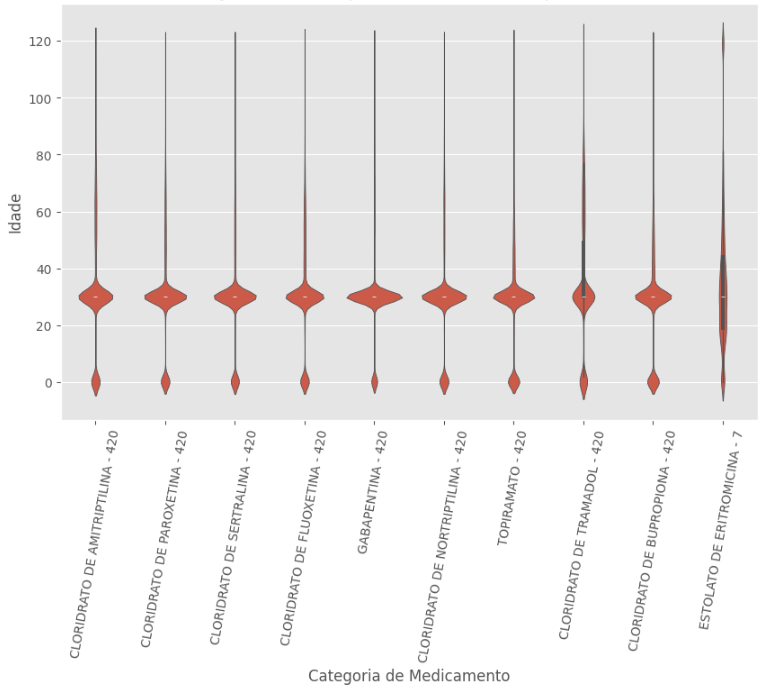 120
100
80
60
40
20
0
Idade
CLORIDRATO DE AMITRIPTILINA - 420
CLORIDRATO DE PAROXETINA - 420
CLORIDRATO DE SERTRALINA - 420
CLORIDRATO DE FLUOXETINA - 420
GABAPENTINA - 420
CLORIDRATO DE NORTRIPTILINA - 420
TOPIRAMATO - 420
CLORIDRATO DE TRAMADOL - 420
CLORIDRATO DE BUPROPIONA - 420
ESTOLATO DE ERITROMICINA - 7
Categoria de Medicamento